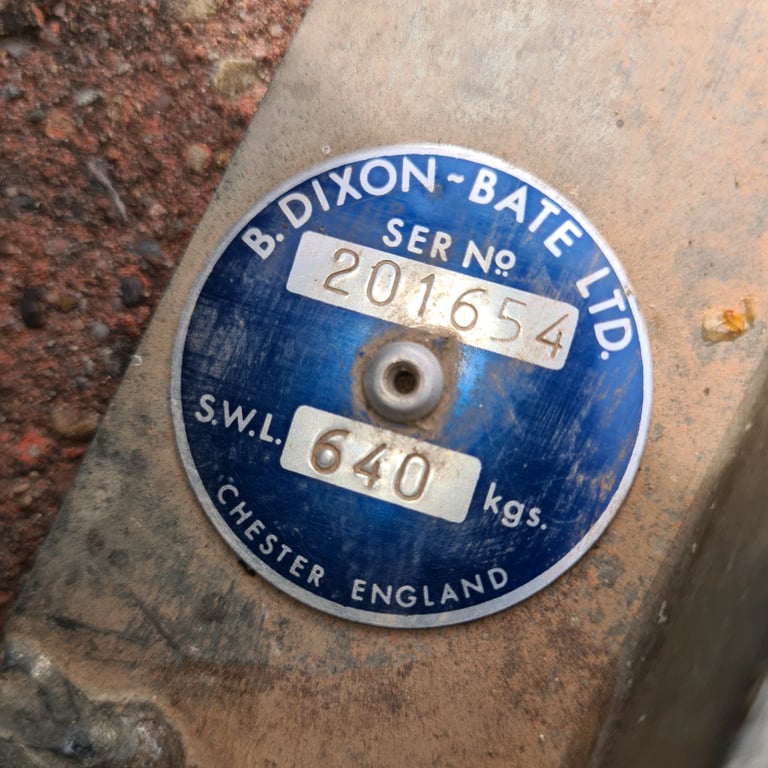 B. DIXON~BATE LTD.
SER Nº
201654
S.W.L. 640 kgs.
CHESTER ENGLAND